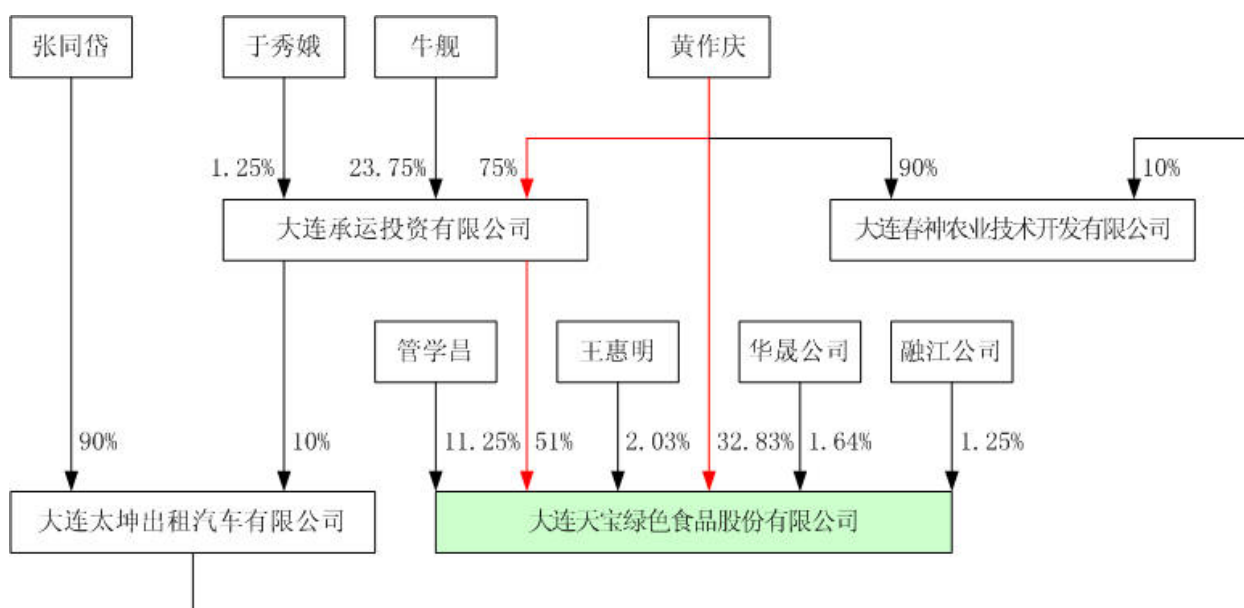 张同岱
于秀娥
牛舰
黄作庆
1.25%
23.75%
75%
90%
10%
大连承运投资有限公司
大连春神农业技术开发有限公司
管学昌
王惠明
华晟公司
融江公司
90%
10%
11.25%
51%
2.03%
32.83%
1.64%
1.25%
大连太坤出租汽车有限公司
大连天宝绿色食品股份有限公司